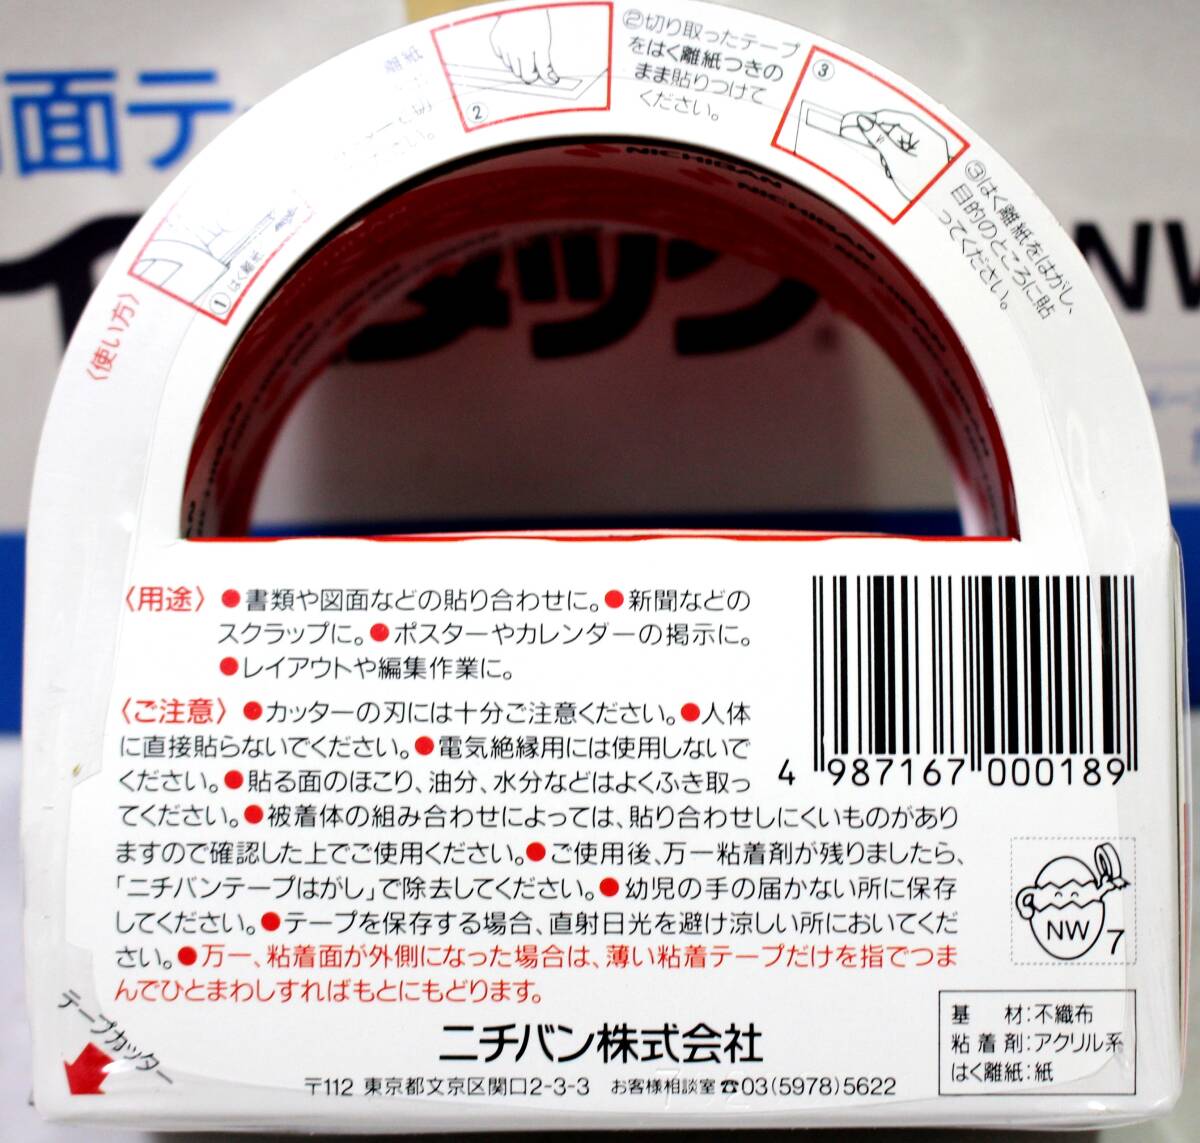 面テ
NW
〈使い方〉
① はく離紙
離紙
②
②切り取ったテープ
をはく離紙つきの
まま貼りつけて
ください。
③
③はく離紙をはがし、
目的のところに貼
ってください。
NICHIBAN
NICHIBAN
〈用途〉 ●書類や図面などの貼り合わせに。●新聞などの
スクラップに。●ポスターやカレンダーの掲示に。
●レイアウトや編集作業に。
〈ご注意〉 ●カッターの刃には十分ご注意ください。●人体
に直接貼らないでください。●電気絶縁用には使用しないで
ください。●貼る面のほこり、油分、水分などはよくふき取っ
てください。●被着体の組み合わせによっては、貼り合わせしにくいものがあり
ますので確認した上でご使用ください。●ご使用後、万一粘着剤が残りましたら、
「ニチバンテープはがし」で除去してください。●幼児の手の届かない所に保存
してください。●テープを保存する場合、直射日光を避け涼しい所においてくだ
さい。●万一、粘着面が外側になった場合は、薄い粘着テープだけを指でつま
んでひとまわしすればもとにもどります。
4 987167 000189
NW 7
テープカッター
ニチバン株式会社
〒112 東京都文京区関口2-3-3 お客様相談室☎03(5978)5622
基 材:不織布
粘着剤:アクリル系
はく離紙:紙